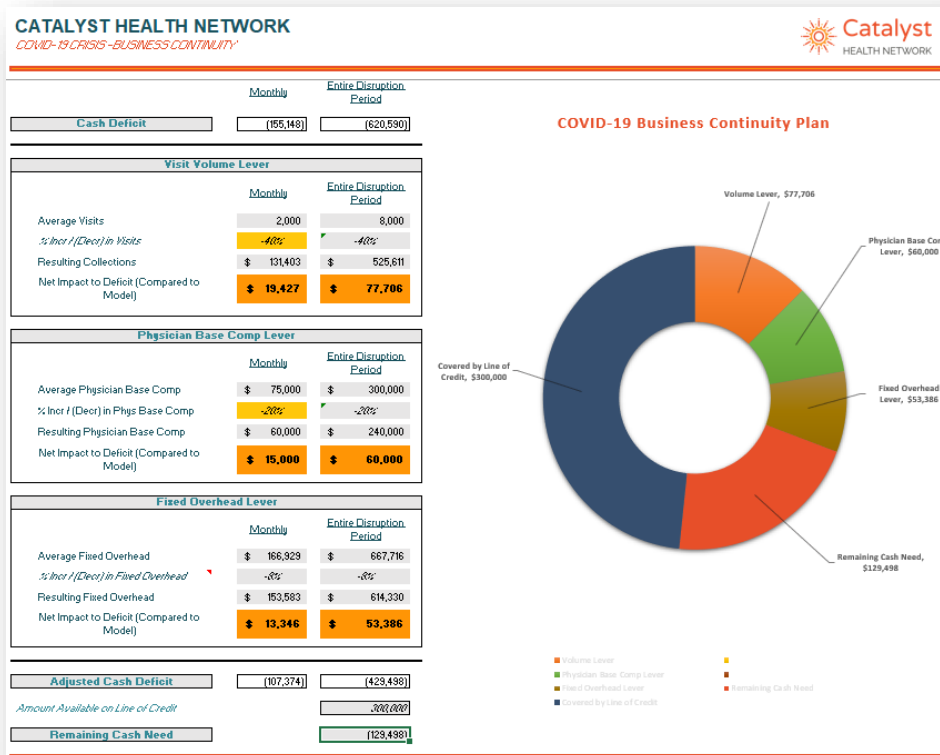 CATALYST HEALTH NETWORK
COVID-19 CRISIS -BUSINESS CONTINUITY'
Catalyst
HEALTH NETWORK
Monthly Entire Disruption
Period
Cash Deficit (155,148) (620,590)
Visit Volume Lever
Monthly Entire Disruption
Period
Average Visits 2,000 8,000
% Incr / (Decr) in Visits -40% -40%
Resulting Collections $ 131,403 $ 525,611
Net Impact to Deficit (Compared to
Model) $ 19,427 $ 77,706
Physician Base Comp Lever
Monthly Entire Disruption
Period
Average Physician Base Comp $ 75,000 $ 300,000
% Incr / (Decr) in Phys Base Comp -20% -20%
Resulting Physician Base Comp $ 60,000 $ 240,000
Net Impact to Deficit (Compared to
Model) $ 15,000 $ 60,000
Fixed Overhead Lever
Monthly Entire Disruption
Period
Average Fixed Overhead $ 166,929 $ 667,716
% Incr / (Decr) in Fixed Overhead -8% -8%
Resulting Fixed Overhead $ 153,583 $ 614,330
Net Impact to Deficit (Compared to
Model) $ 13,346 $ 53,386
Adjusted Cash Deficit (107,374) (429,498)
Amount Available on Line of Credit 300,000
Remaining Cash Need (129,498)
COVID-19 Business Continuity Plan
Volume Lever, $77,706
Physician Base Co
Lever, $60,000
Fixed Overhead
Lever, $53,386
Covered by Line of
Credit, $300,000
Remaining Cash Need,
$129,498
Volume Lever
Physician Base Comp Lever
Fixed Overhead Lever
Remaining Cash Need
Covered by Line of Credit